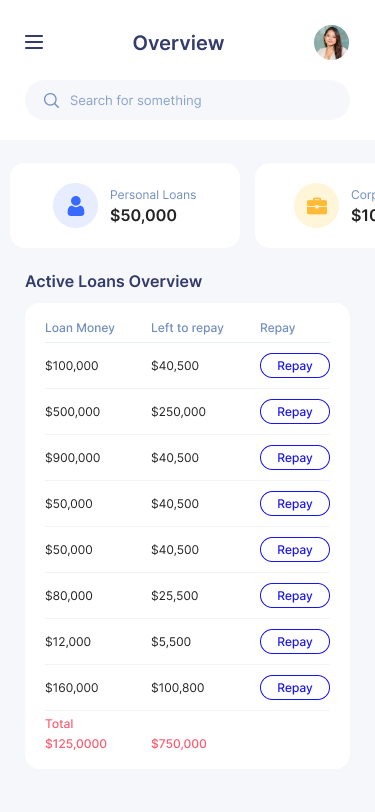 Overview
Search for something
Personal Loans
$50,000
Corp
$10
Active Loans Overview
Loan Money Left to repay Repay
$100,000 $40,500 Repay
$500,000 $250,000 Repay
$900,000 $40,500 Repay
$50,000 $40,500 Repay
$50,000 $40,500 Repay
$80,000 $25,500 Repay
$12,000 $5,500 Repay
$160,000 $100,800 Repay
Total
$125,0000 $750,000